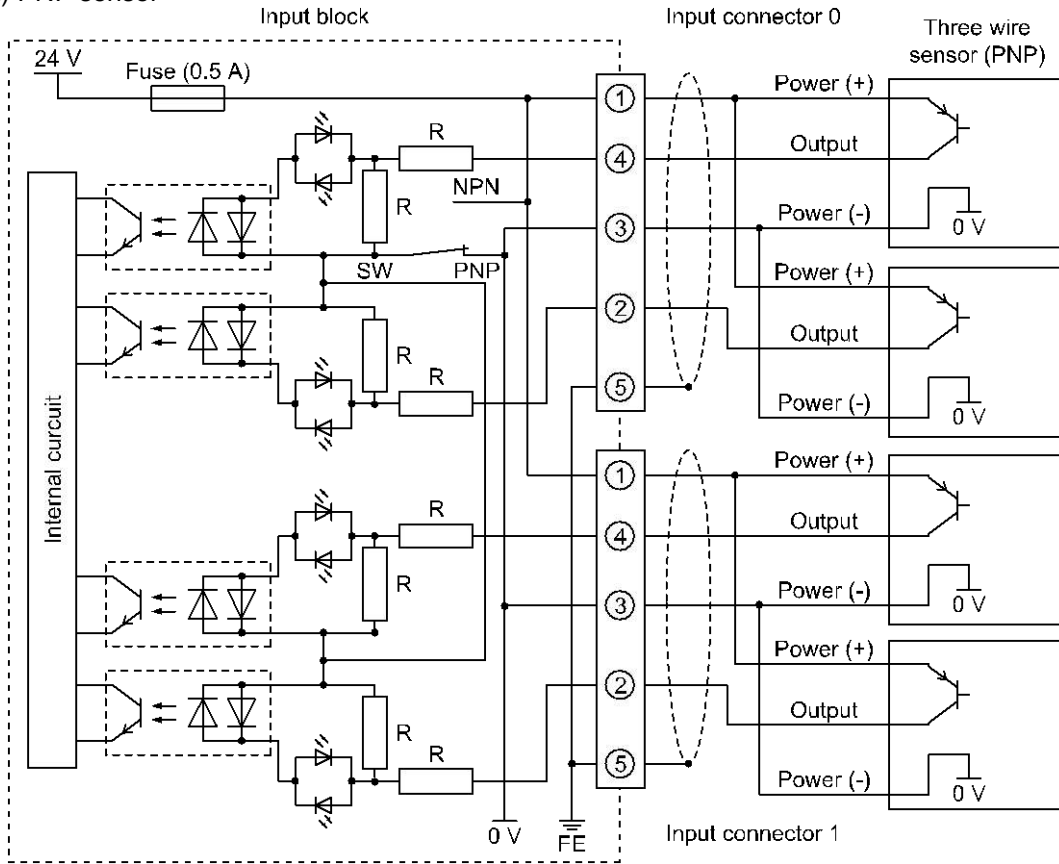 ) PNP sensor
Input block
Input connector 0
Three wire
sensor (PNP)
24 V
Fuse (0.5 A)
1
Power (+)
R
4
Output
NPN
R
3
Power (-)
0 V
SW
PNP
Power (+)
2
R
Output
R
5
Power (-)
0 V
Internal curcuit
1
Power (+)
R
4
Output
R
3
Power (-)
0 V
Power (+)
2
R
Output
R
5
Power (-)
0 V
0 V
FE
Input connector 1